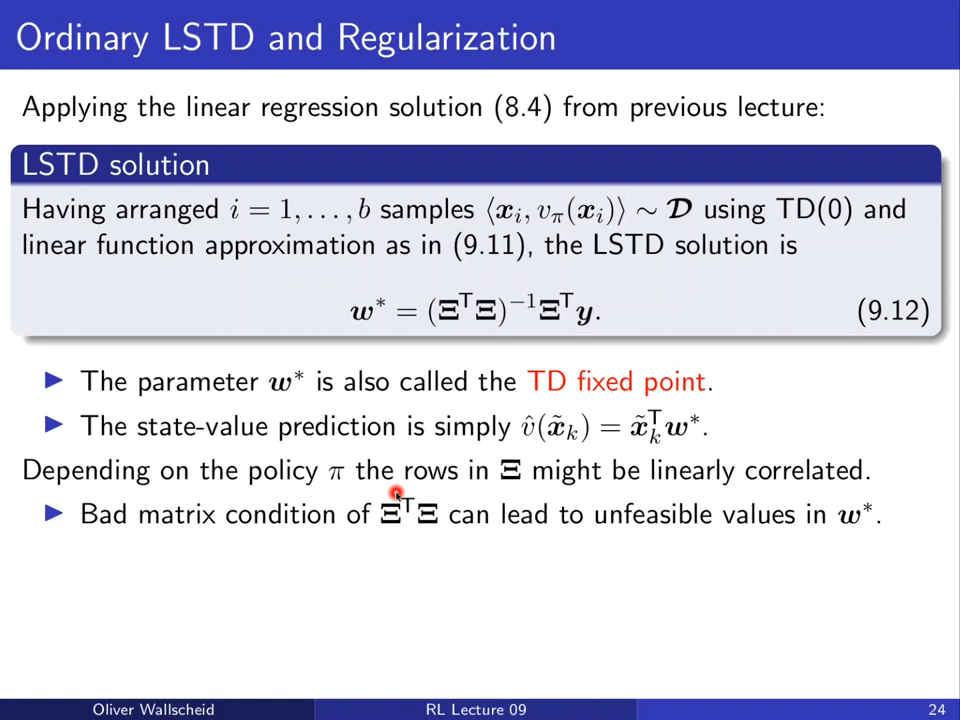 Ordinary LSTD and Regularization
Applying the linear regression solution (8.4) from previous lecture:
LSTD solution
Having arranged i = 1, . . . , b samples ⟨x_i, v_π(x_i)⟩ ∼ 𝓓 using TD(0) and
linear function approximation as in (9.11), the LSTD solution is
w* = (Ξ^T Ξ)^{−1} Ξ^T y. (9.12)
▶ The parameter w* is also called the TD fixed point.
▶ The state-value prediction is simply v̂(x̃_k) = x̃_k^T w*.
Depending on the policy π the rows in Ξ might be linearly correlated.
▶ Bad matrix condition of Ξ^T Ξ can lead to unfeasible values in w*.
Oliver Wallscheid RL Lecture 09 24